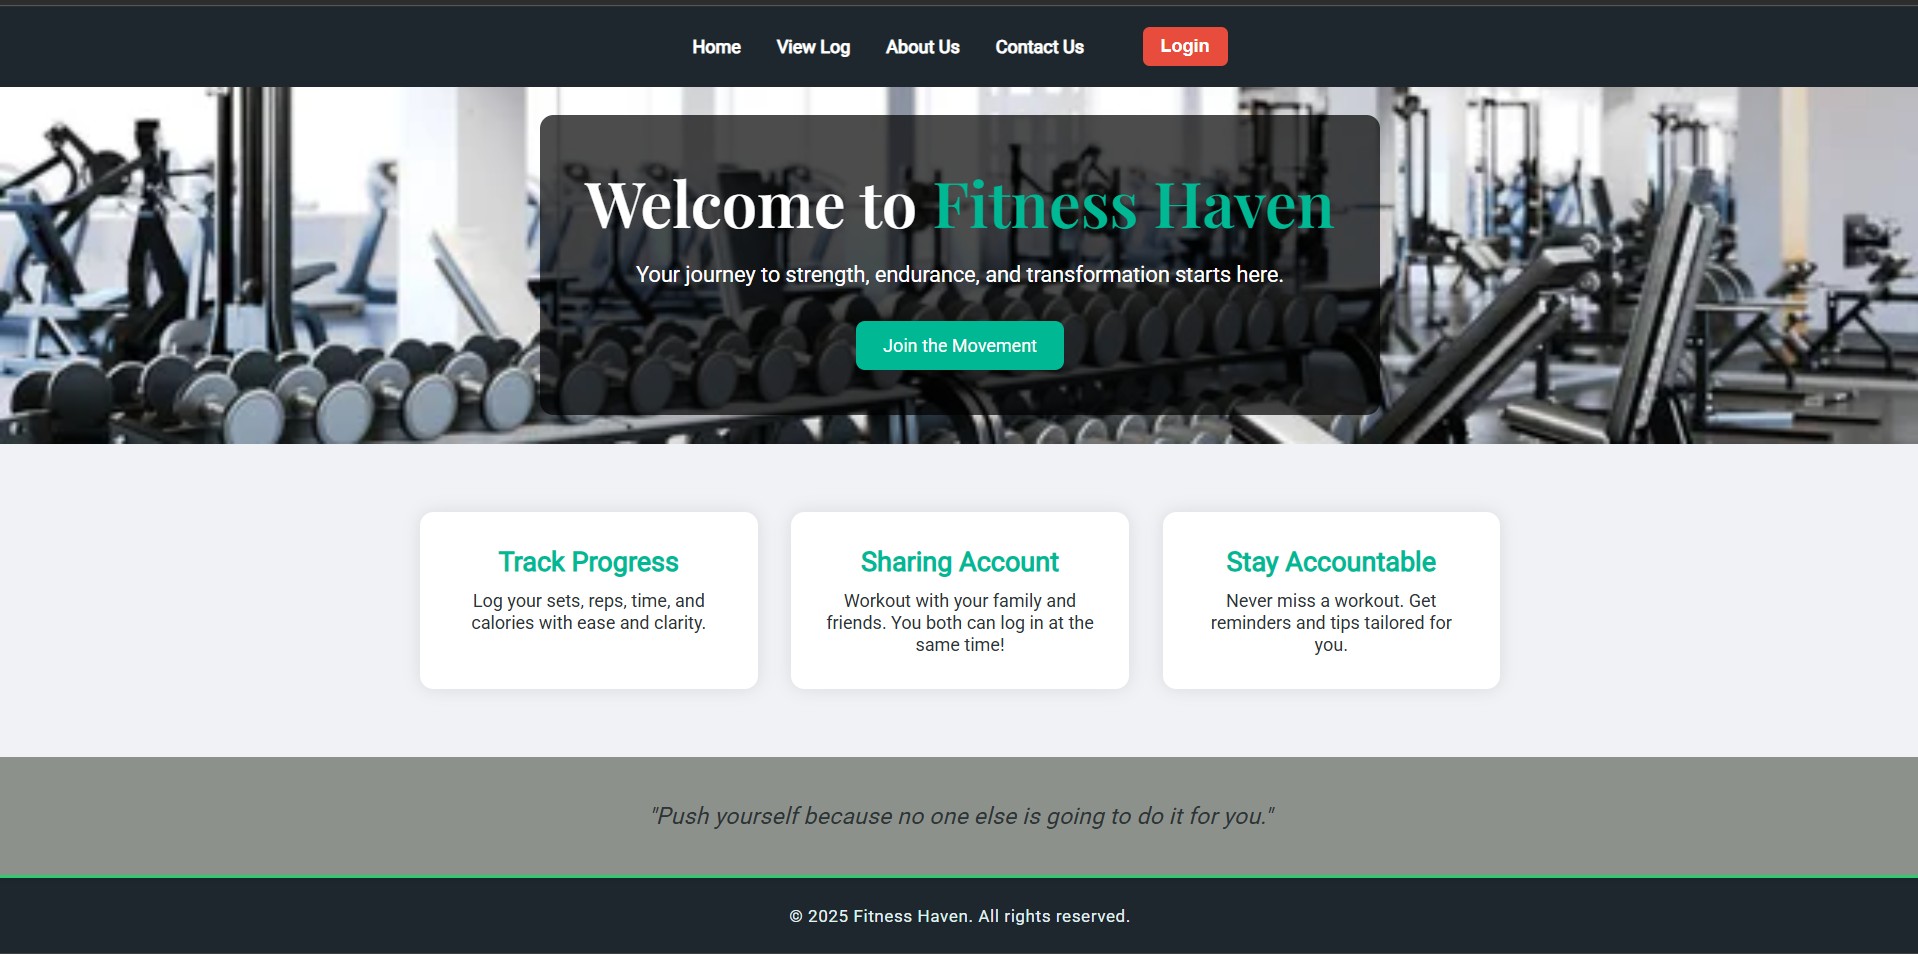 Home View Log About Us Contact Us Login
Welcome to Fitness Haven
Your journey to strength, endurance, and transformation starts here.
Join the Movement
Track Progress
Log your sets, reps, time, and
calories with ease and clarity.
Sharing Account
Workout with your family and
friends. You both can log in at the
same time!
Stay Accountable
Never miss a workout. Get
reminders and tips tailored for
you.
"Push yourself because no one else is going to do it for you."
© 2025 Fitness Haven. All rights reserved.